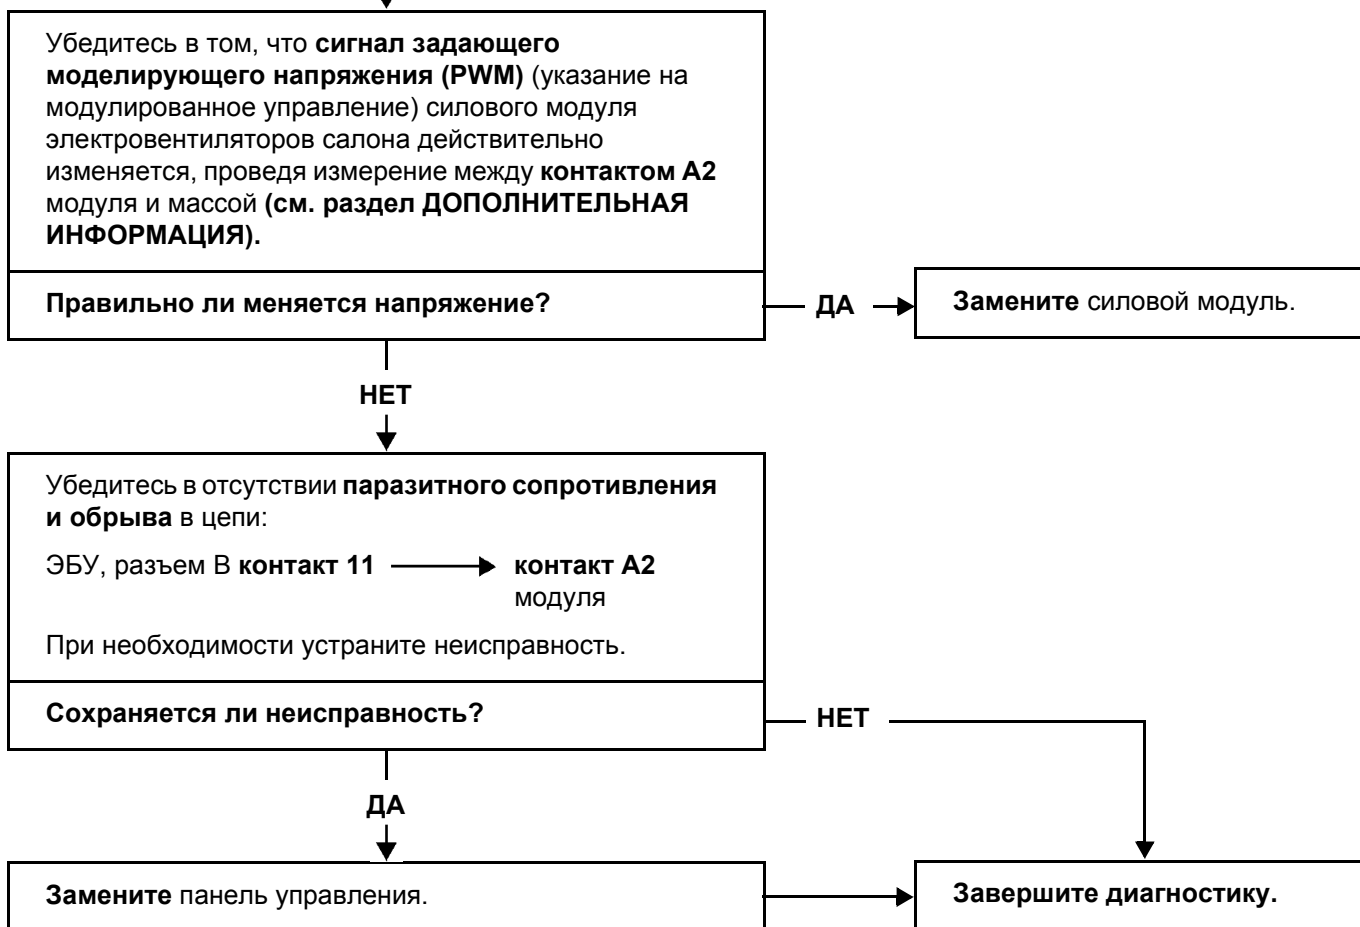 Убедитесь в том, что сигнал задающего
моделирующего напряжения (PWM) (указание на
модулированное управление) силового модуля
электровентиляторов салона действительно
изменяется, проведя измерение между контактом А2
модуля и массой (см. раздел ДОПОЛНИТЕЛЬНАЯ
ИНФОРМАЦИЯ).
Правильно ли меняется напряжение?
ДА
Замените силовой модуль.
НЕТ
Убедитесь в отсутствии паразитного сопротивления
и обрыва в цепи:
ЭБУ, разъем В контакт 11
контакт А2
модуля
При необходимости устраните неисправность.
Сохраняется ли неисправность?
НЕТ
ДА
Замените панель управления.
Завершите диагностику.